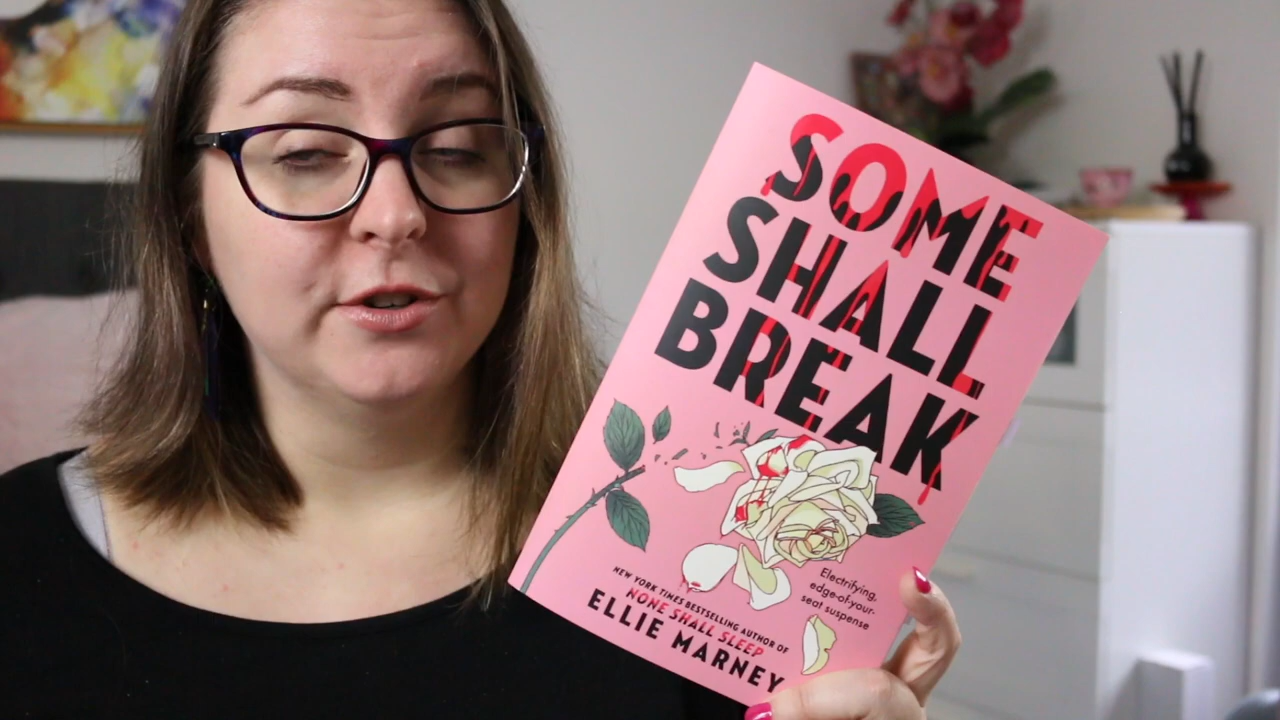 SOME
SHALL
BREAK
Electrifying,
edge-of-your-
seat suspense
NEW YORK TIMES BESTSELLING AUTHOR OF
NONE SHALL SLEEP
ELLIE MARNEY